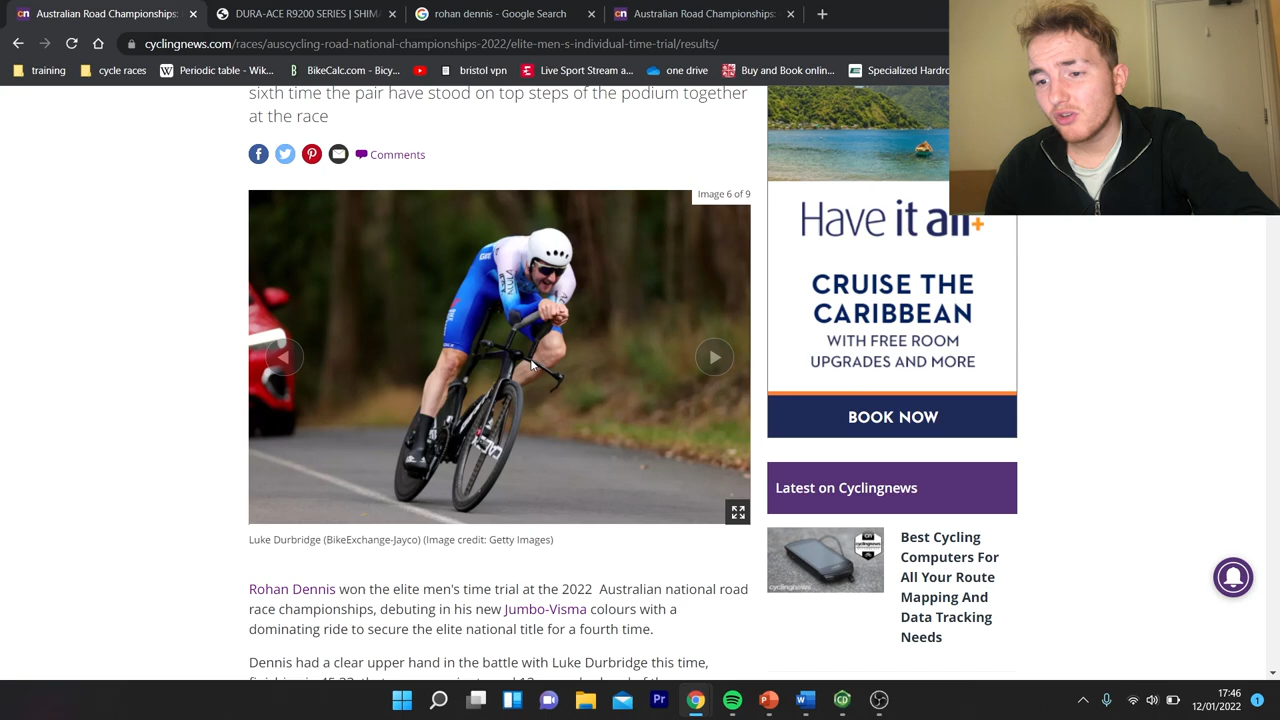 Australian Road Championships:
DURA-ACE R9200 SERIES | SHIM
rohan dennis - Google Search
Australian Road Championships:
cyclingnews.com/races/auscycling-road-national-championships-2022/elite-men-s-individual-time-trial/results/
training
cycle races
Periodic table - Wik...
BikeCalc.com - Bicy...
bristol vpn
Live Sport Stream a...
one drive
Buy and Book onlin...
Specialized Hardro
sixth time the pair have stood on top steps of the podium together
at the race
Comments
Image 6 of 9
Luke Durbridge (BikeExchange-Jayco) (Image credit: Getty Images)
Rohan Dennis won the elite men's time trial at the 2022 Australian national road
race championships, debuting in his new Jumbo-Visma colours with a
dominating ride to secure the elite national title for a fourth time.
Dennis had a clear upper hand in the battle with Luke Durbridge this time,
Have it all+
CRUISE THE
CARIBBEAN
WITH FREE ROOM
UPGRADES AND MORE
BOOK NOW
Latest on Cyclingnews
Best Cycling
Computers For
All Your Route
Mapping And
Data Tracking
Needs
17:46
12/01/2022